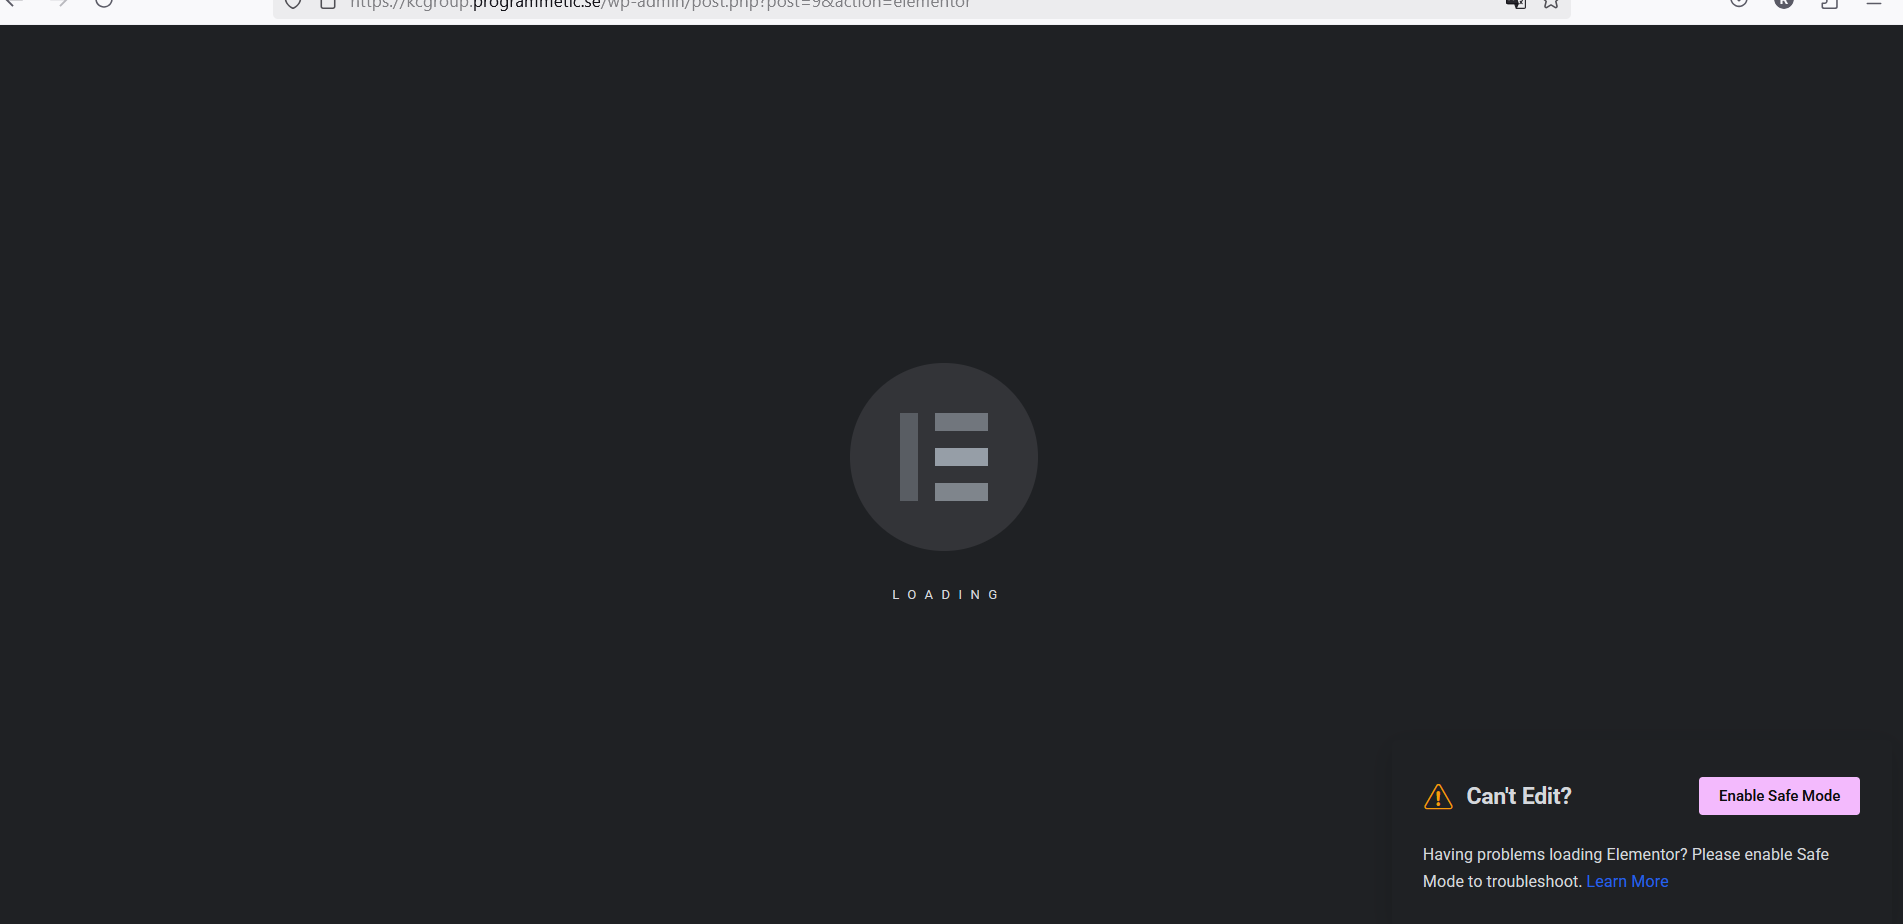 https://kcgroup.programmetic.se/wp-admin/post.php?post=9&action=elementor
LOADING
Can't Edit?
Enable Safe Mode
Having problems loading Elementor? Please enable Safe
Mode to troubleshoot. Learn More